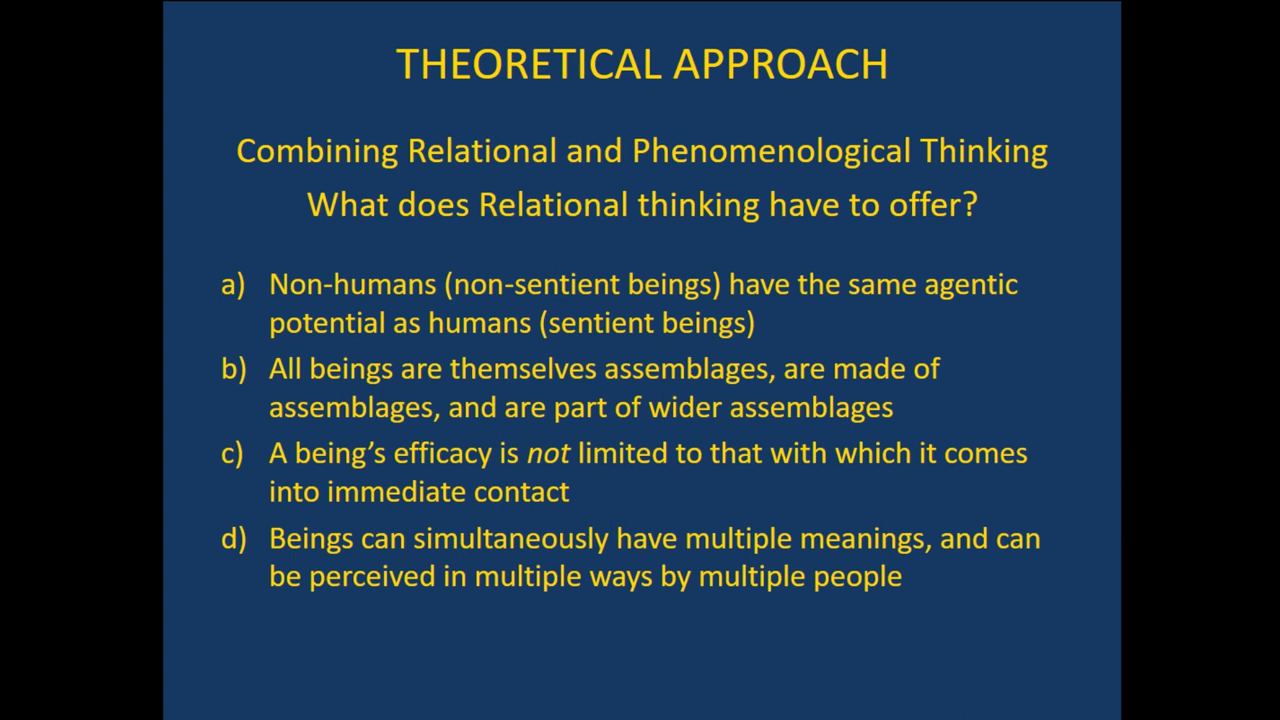 THEORETICAL APPROACH
Combining Relational and Phenomenological Thinking
What does Relational thinking have to offer?
a) Non-humans (non-sentient beings) have the same agentic
potential as humans (sentient beings)
b) All beings are themselves assemblages, are made of
assemblages, and are part of wider assemblages
c) A being’s efficacy is not limited to that with which it comes
into immediate contact
d) Beings can simultaneously have multiple meanings, and can
be perceived in multiple ways by multiple people